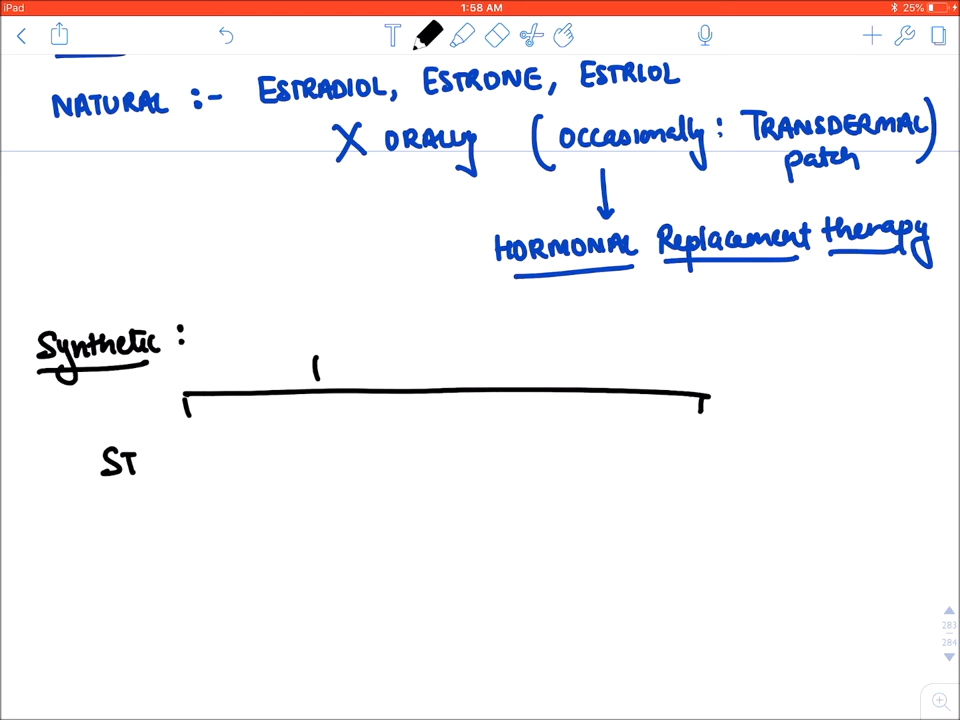 iPad 1:58 AM 25%
T
NATURAL :- ESTRADIOL, ESTRONE, ESTRIOL
X ORALLY (OCCASIONALLY : TRANSDERMAL
patch)
HORMONAL Replacement therapy
Synthetic :
ST
283
284